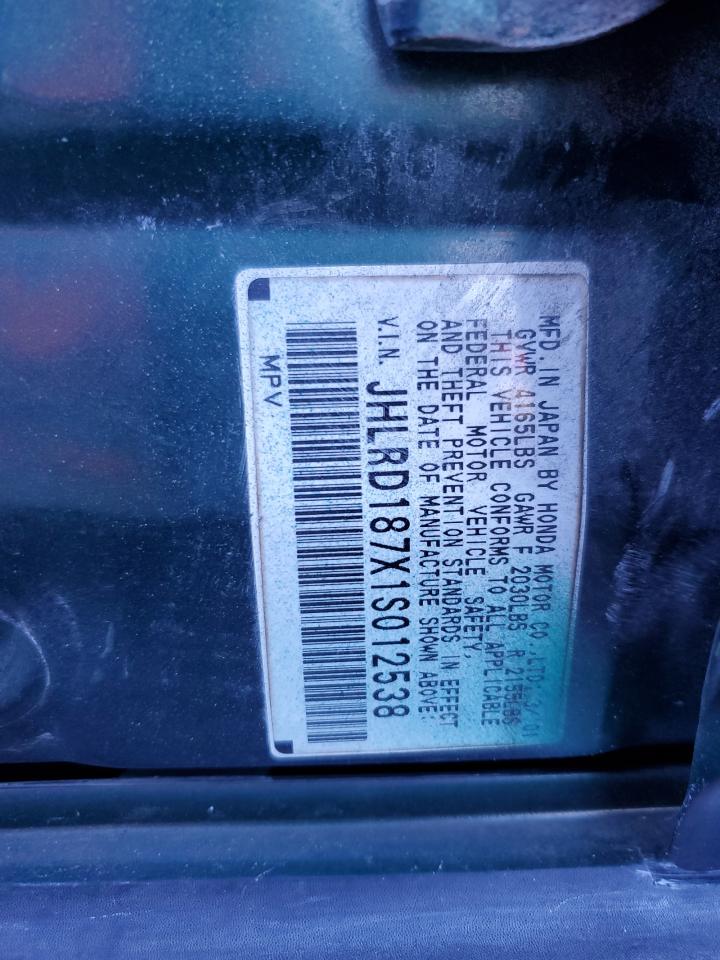 MFD. IN JAPAN BY HONDA MOTOR CO.,LTD. 3/01
GVWR 4165LBS GAWR F 2030LBS R 2155LBS
THIS VEHICLE CONFORMS TO ALL APPLICABLE
FEDERAL MOTOR VEHICLE SAFETY,
AND THEFT PREVENTION STANDARDS IN EFFECT
ON THE DATE OF MANUFACTURE SHOWN ABOVE:
V.I.N. JHLRD187X1S012538
MPV